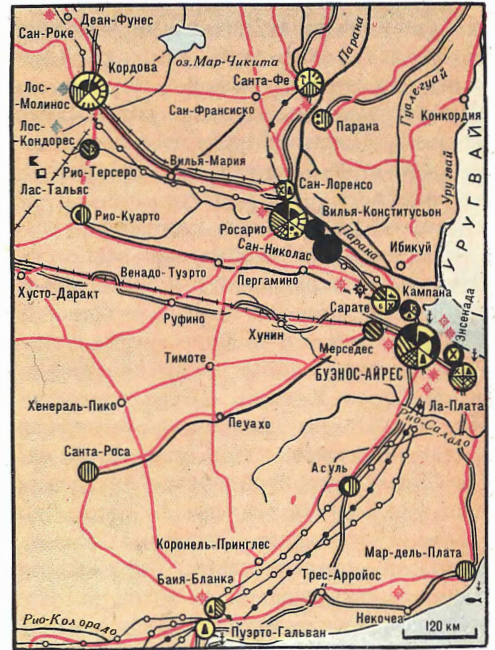 Деан-Фунес
Сан-Роке
Кордова
оз. Мар-Чикита
Парана
Санта-Фе
Гуалегуай
Лос-
Молинос
Сан-Франсиско
Парана
Конкордия
Лос-
Кондорес
Вилья-Мария
Рио-Терсеро
Сан-Лоренсо
Уругвай
УРУГВАЙ
Лас-Тальяс
Рио-Куарто
Вилья-Конститусьон
Росарио
Парана
Сан-Николас
Ибикуй
Венадо-Туэрто
Пергамино
Кампана
Хусто-Даракт
Сарате
Энсенада
Руфино
Хунин
Мерседес
Тимоте
БУЭНОС-АЙРЕС
Хенераль-Пико
Ла-Плата
Пеуахо
Рио-Саладо
Санта-Роса
Асуль
Коронель-Принглес
Мар-дель-Плата
Баия-Бланка
Трес-Арройос
Рио-Колорадо
Некочеа
Пуэрто-Гальван
120 км